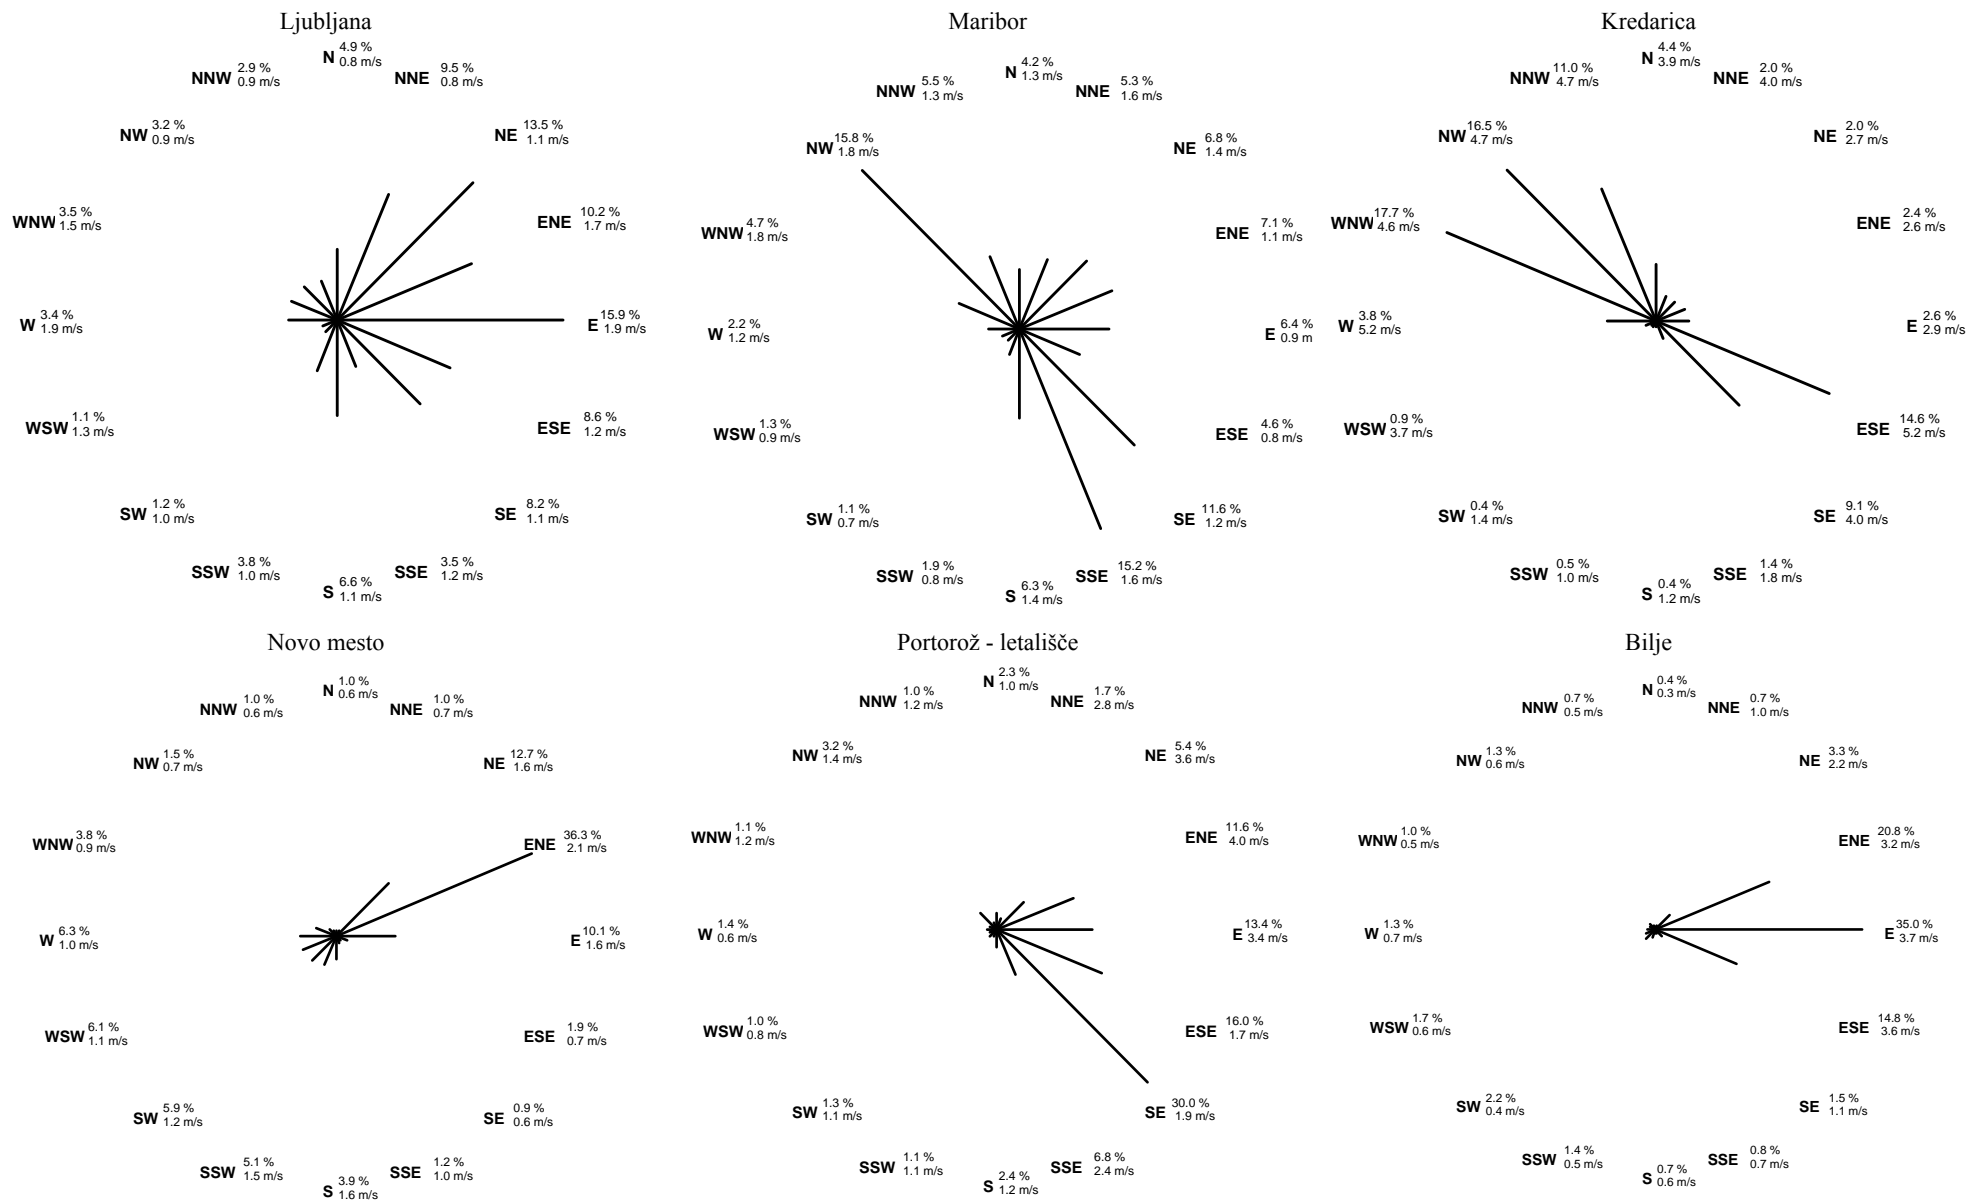 Ljubljana
N 4.9 %
0.8 m/s
NNW 2.9 %
0.9 m/s
NNE 9.5 %
0.8 m/s
NW 3.2 %
0.9 m/s
NE 13.5 %
1.1 m/s
WNW 3.5 %
1.5 m/s
ENE 10.2 %
1.7 m/s
W 3.4 %
1.9 m/s
E 15.9 %
1.9 m/s
WSW 1.1 %
1.3 m/s
ESE 8.6 %
1.2 m/s
SW 1.2 %
1.0 m/s
SE 8.2 %
1.1 m/s
SSW 3.8 %
1.0 m/s
SSE 3.5 %
1.2 m/s
S 6.6 %
1.1 m/s
Maribor
N 4.2 %
1.3 m/s
NNW 5.5 %
1.3 m/s
NNE 5.3 %
1.6 m/s
NW 15.8 %
1.8 m/s
NE 6.8 %
1.4 m/s
WNW 4.7 %
1.8 m/s
ENE 7.1 %
1.1 m/s
W 2.2 %
1.2 m/s
E 6.4 %
0.9 m
WSW 1.3 %
0.9 m/s
ESE 4.6 %
0.8 m/s
SW 1.1 %
0.7 m/s
SE 11.6 %
1.2 m/s
SSW 1.9 %
0.8 m/s
SSE 15.2 %
1.6 m/s
S 6.3 %
1.4 m/s
Kredarica
N 4.4 %
3.9 m/s
NNW 11.0 %
4.7 m/s
NNE 2.0 %
4.0 m/s
NW 16.5 %
4.7 m/s
NE 2.0 %
2.7 m/s
WNW 17.7 %
4.6 m/s
ENE 2.4 %
2.6 m/s
W 3.8 %
5.2 m/s
E 2.6 %
2.9 m/s
WSW 0.9 %
3.7 m/s
ESE 14.6 %
5.2 m/s
SW 0.4 %
1.4 m/s
SE 9.1 %
4.0 m/s
SSW 0.5 %
1.0 m/s
SSE 1.4 %
1.8 m/s
S 0.4 %
1.2 m/s
Novo mesto
N 1.0 %
0.6 m/s
NNW 1.0 %
0.6 m/s
NNE 1.0 %
0.7 m/s
NW 1.5 %
0.7 m/s
NE 12.7 %
1.6 m/s
WNW 3.8 %
0.9 m/s
ENE 36.3 %
2.1 m/s
W 6.3 %
1.0 m/s
E 10.1 %
1.6 m/s
WSW 6.1 %
1.1 m/s
ESE 1.9 %
0.7 m/s
SW 5.9 %
1.2 m/s
SE 0.9 %
0.6 m/s
SSW 5.1 %
1.5 m/s
SSE 1.2 %
1.0 m/s
S 3.9 %
1.6 m/s
Portorož - letališče
N 2.3 %
1.0 m/s
NNW 1.0 %
1.2 m/s
NNE 1.7 %
2.8 m/s
NW 3.2 %
1.4 m/s
NE 5.4 %
3.6 m/s
WNW 1.1 %
1.2 m/s
ENE 11.6 %
4.0 m/s
W 1.4 %
0.6 m/s
E 13.4 %
3.4 m/s
WSW 1.0 %
0.8 m/s
ESE 16.0 %
1.7 m/s
SW 1.3 %
1.1 m/s
SE 30.0 %
1.9 m/s
SSW 1.1 %
1.1 m/s
SSE 6.8 %
2.4 m/s
S 2.4 %
1.2 m/s
Bilje
N 0.4 %
0.3 m/s
NNW 0.7 %
0.5 m/s
NNE 0.7 %
1.0 m/s
NW 1.3 %
0.6 m/s
NE 3.3 %
2.2 m/s
WNW 1.0 %
0.5 m/s
ENE 20.8 %
3.2 m/s
W 1.3 %
0.7 m/s
E 35.0 %
3.7 m/s
WSW 1.7 %
0.6 m/s
ESE 14.8 %
3.6 m/s
SW 2.2 %
0.4 m/s
SE 1.5 %
1.1 m/s
SSW 1.4 %
0.5 m/s
SSE 0.8 %
0.7 m/s
S 0.7 %
0.6 m/s